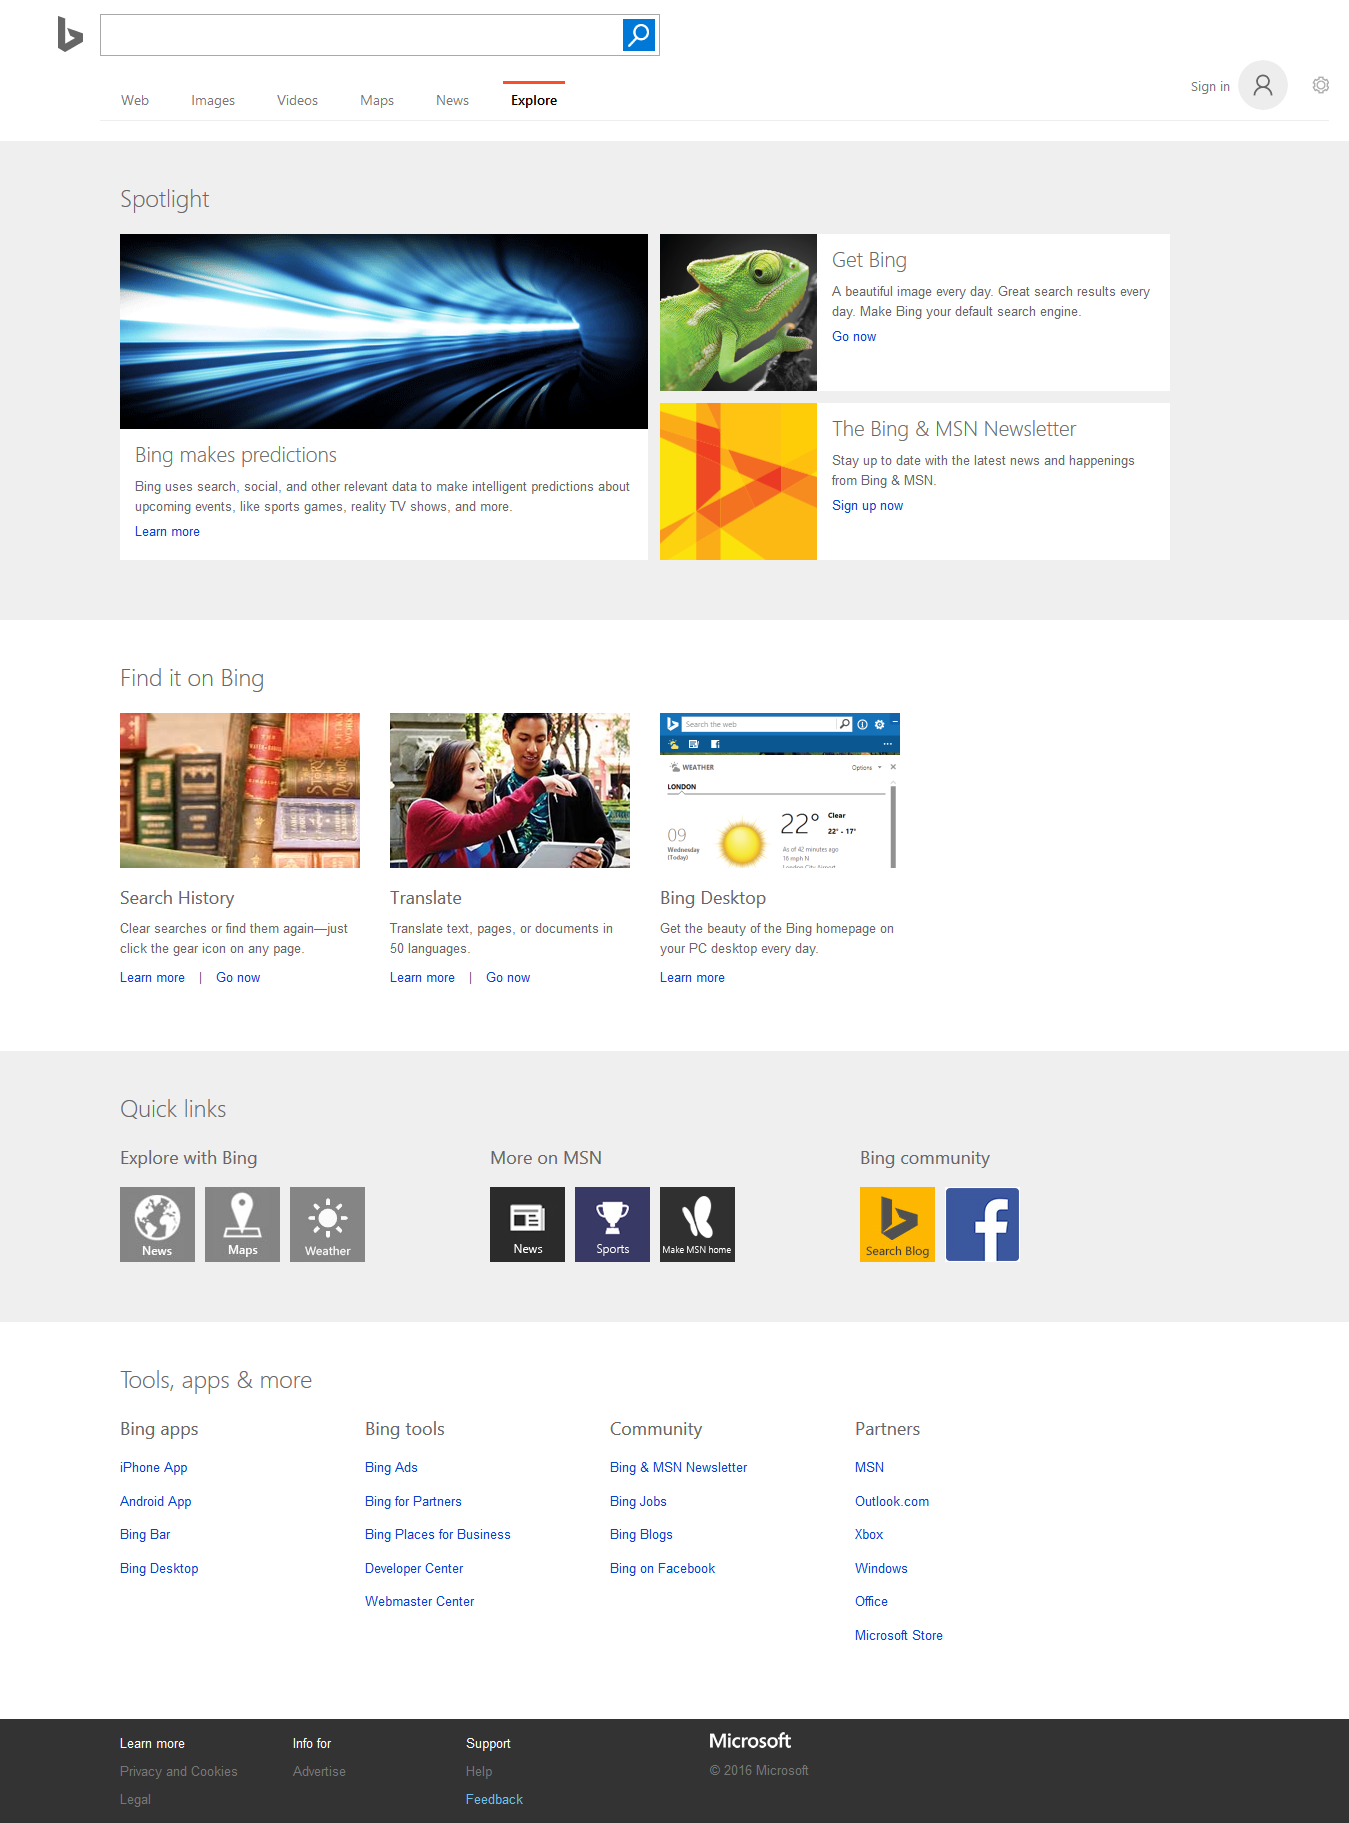 Web Images Videos Maps News Explore
Sign in
Spotlight
Bing makes predictions
Bing uses search, social, and other relevant data to make intelligent predictions about
upcoming events, like sports games, reality TV shows, and more.
Learn more
Get Bing
A beautiful image every day. Great search results every
day. Make Bing your default search engine.
Go now
The Bing & MSN Newsletter
Stay up to date with the latest news and happenings
from Bing & MSN.
Sign up now
Find it on Bing
Search the web
WEATHER
Options
LONDON
09
Wednesday
(Today)
22°
Clear
22° - 17°
As of 42 minutes ago
16 mph N
London City Airport
Search History
Clear searches or find them again—just
click the gear icon on any page.
Learn more | Go now
Translate
Translate text, pages, or documents in
50 languages.
Learn more | Go now
Bing Desktop
Get the beauty of the Bing homepage on
your PC desktop every day.
Learn more
Quick links
Explore with Bing
News
Maps
Weather
More on MSN
News
Sports
Make MSN home
Bing community
Search Blog
Tools, apps & more
Bing apps
iPhone App
Android App
Bing Bar
Bing Desktop
Bing tools
Bing Ads
Bing for Partners
Bing Places for Business
Developer Center
Webmaster Center
Community
Bing & MSN Newsletter
Bing Jobs
Bing Blogs
Bing on Facebook
Partners
MSN
Outlook.com
Xbox
Windows
Office
Microsoft Store
Learn more
Privacy and Cookies
Legal
Info for
Advertise
Support
Help
Feedback
Microsoft
© 2016 Microsoft